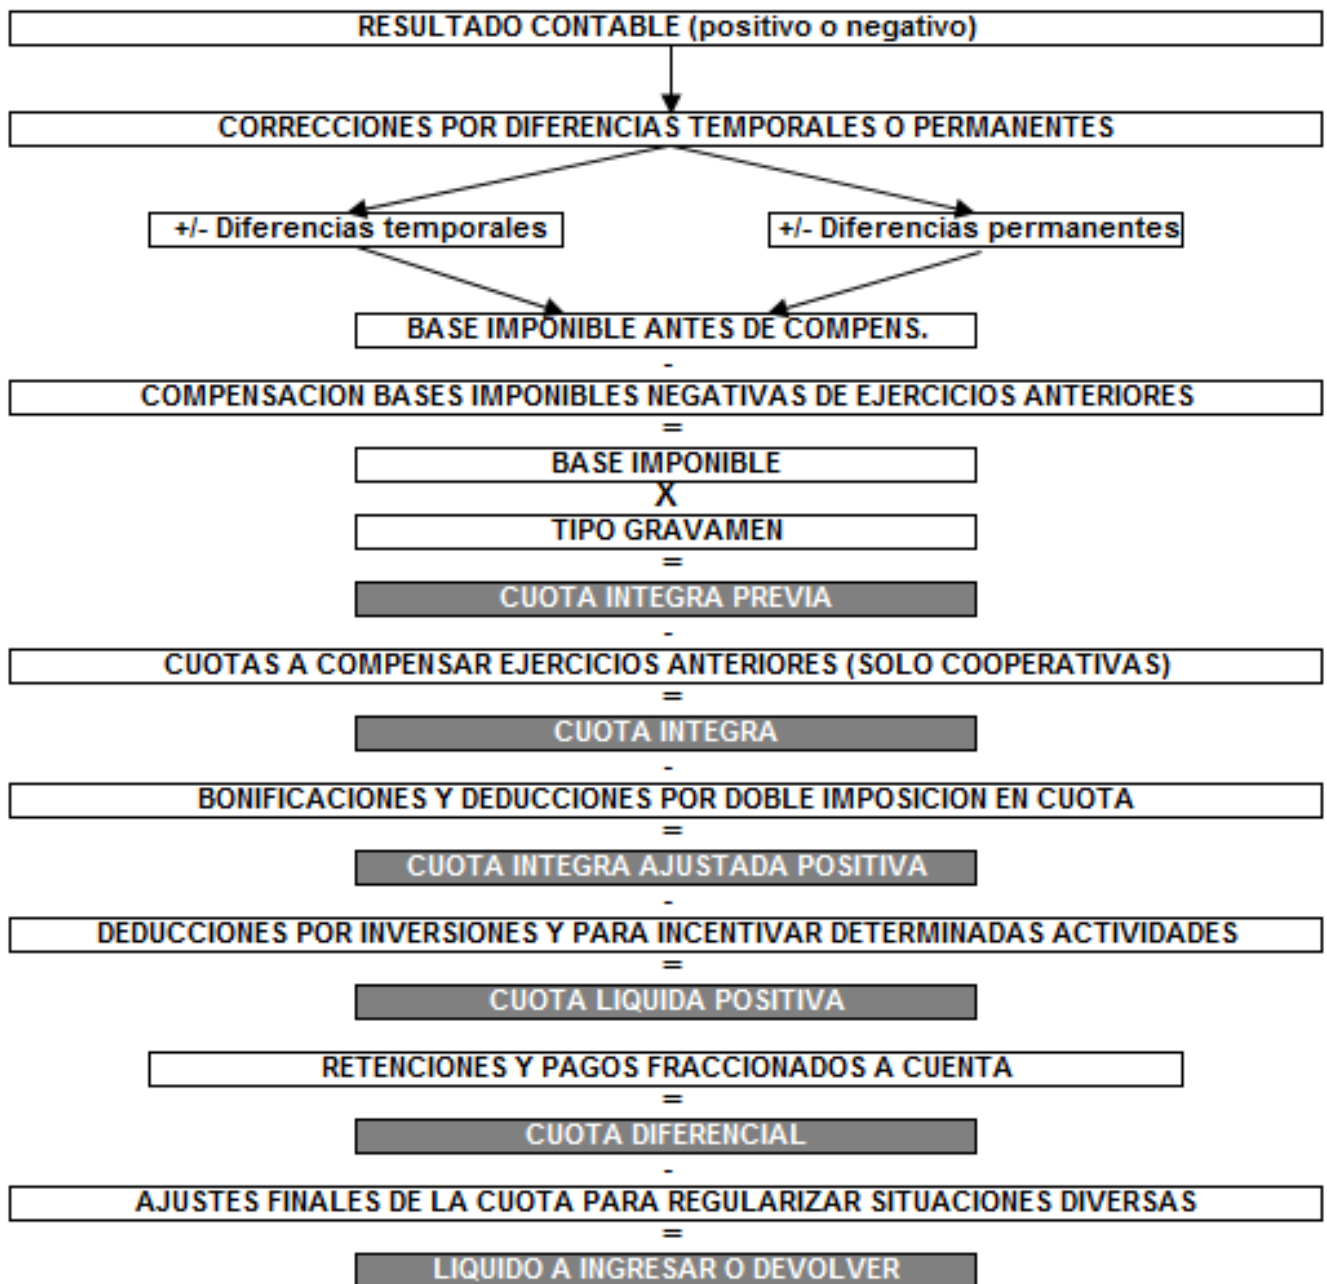 RESULTADO CONTABLE (positivo o negativo)
CORRECCIONES POR DIFERENCIAS TEMPORALES O PERMANENTES
+/- Diferencias temporales
+/- Diferencias permanentes
BASE IMPONIBLE ANTES DE COMPENS.
-
COMPENSACION BASES IMPONIBLES NEGATIVAS DE EJERCICIOS ANTERIORES
=
BASE IMPONIBLE
X
TIPO GRAVAMEN
=
CUOTA INTEGRA PREVIA
-
CUOTAS A COMPENSAR EJERCICIOS ANTERIORES (SOLO COOPERATIVAS)
=
CUOTA INTEGRA
-
BONIFICACIONES Y DEDUCCIONES POR DOBLE IMPOSICION EN CUOTA
=
CUOTA INTEGRA AJUSTADA POSITIVA
-
DEDUCCIONES POR INVERSIONES Y PARA INCENTIVAR DETERMINADAS ACTIVIDADES
=
CUOTA LIQUIDA POSITIVA
RETENCIONES Y PAGOS FRACCIONADOS A CUENTA
=
CUOTA DIFERENCIAL
-
AJUSTES FINALES DE LA CUOTA PARA REGULARIZAR SITUACIONES DIVERSAS
=
LIQUIDO A INGRESAR O DEVOLVER